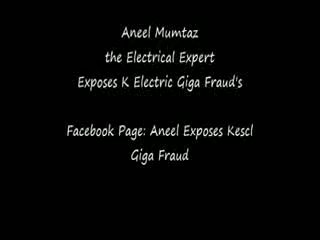 Aneel Mumtaz
the Electrical Expert
Exposes K Electric Giga Fraud's
Facebook Page: Aneel Exposes Kescl
Giga Fraud